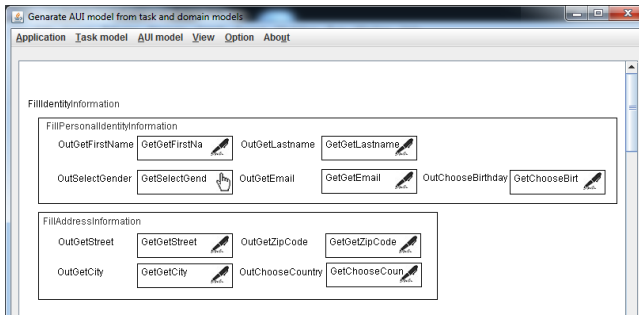 Genarate AUI model from task and domain models
Application Task model AUI model View Option About
FillIdentityInformation
FillPersonalIdentityInformation
OutGetFirstName GetGetFirstNa OutGetLastname GetGetLastname
OutSelectGender GetSelectGend OutGetEmail GetGetEmail OutChooseBirthday GetChooseBirt
FillAddressInformation
OutGetStreet GetGetStreet OutGetZipCode GetGetZipCode
OutGetCity GetGetCity OutChooseCountry GetChooseCoun